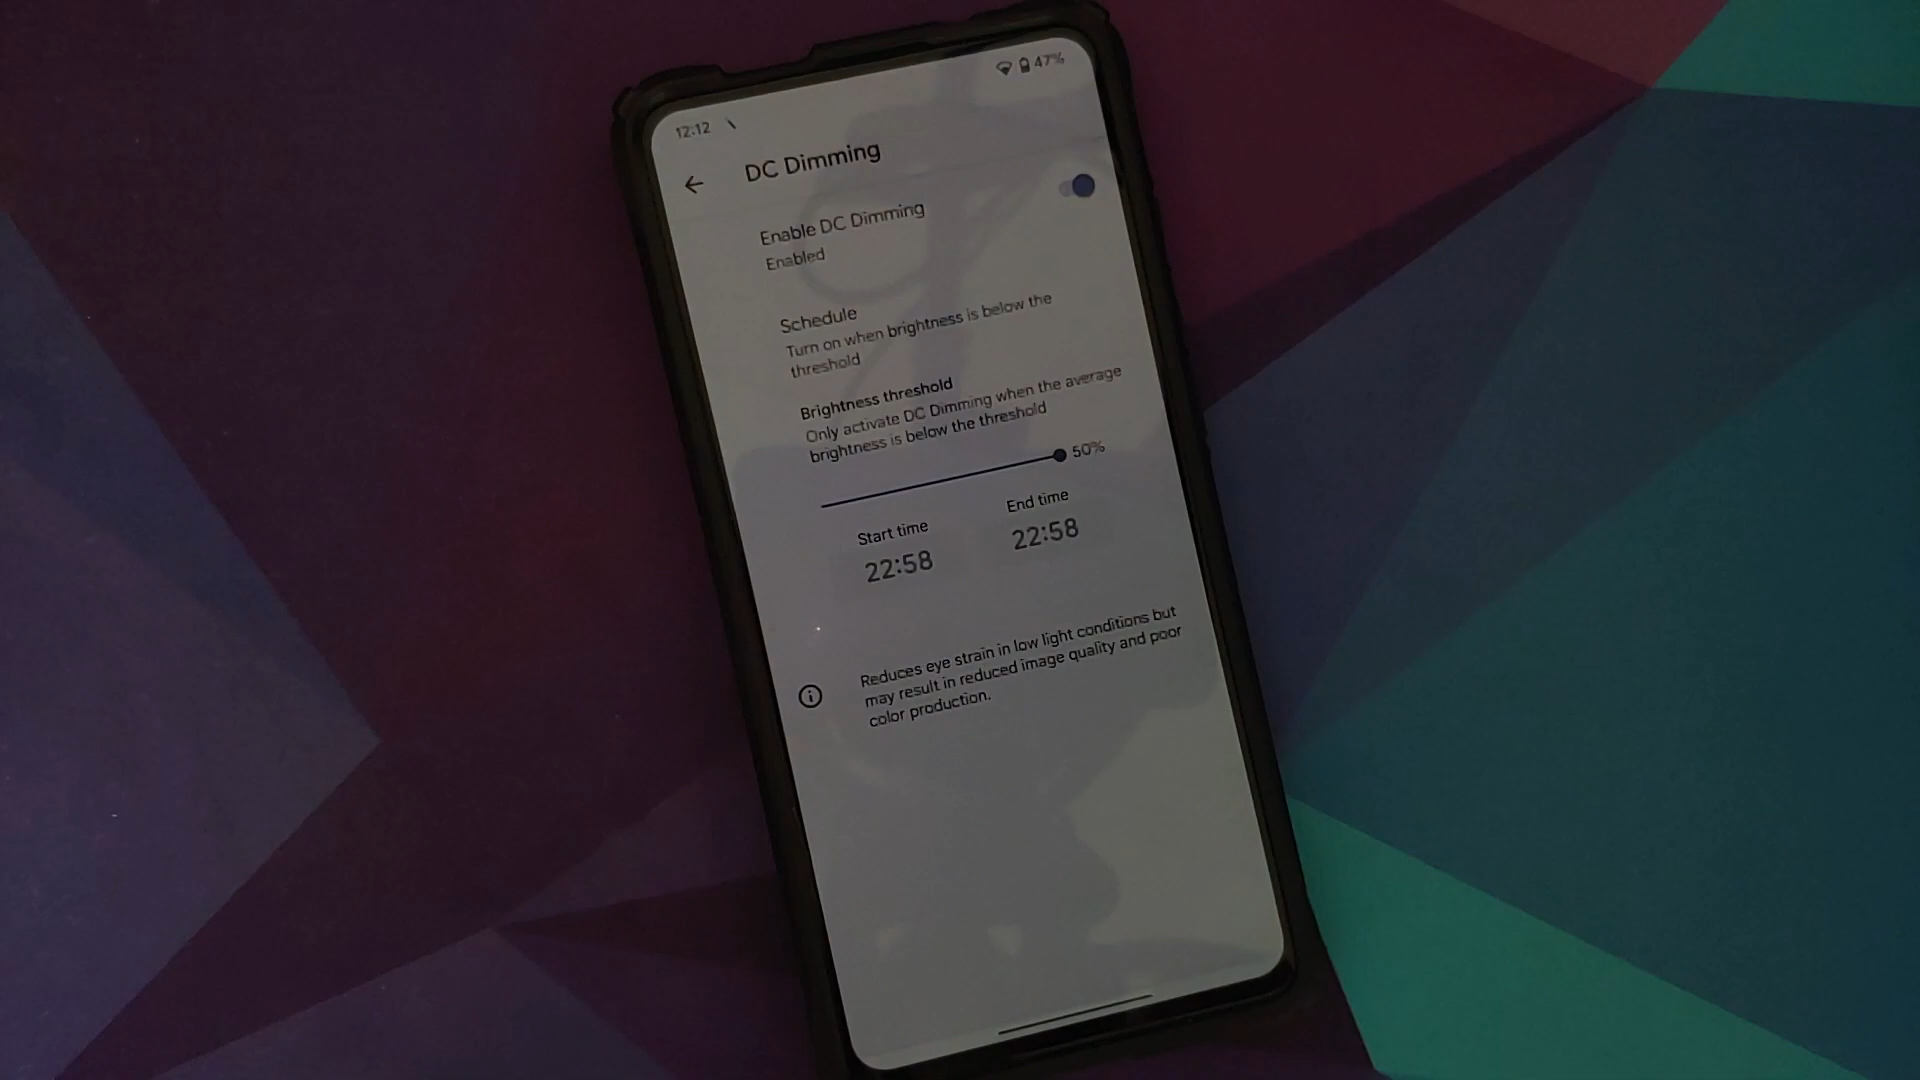 12:12
47%
DC Dimming
Enable DC Dimming
Enabled
Schedule
Turn on when brightness is below the
threshold
Brightness threshold
Only activate DC Dimming when the average
brightness is below the threshold
50%
Start time
End time
22:58
22:58
Reduces eye strain in low light conditions but
may result in reduced image quality and poor
color production.